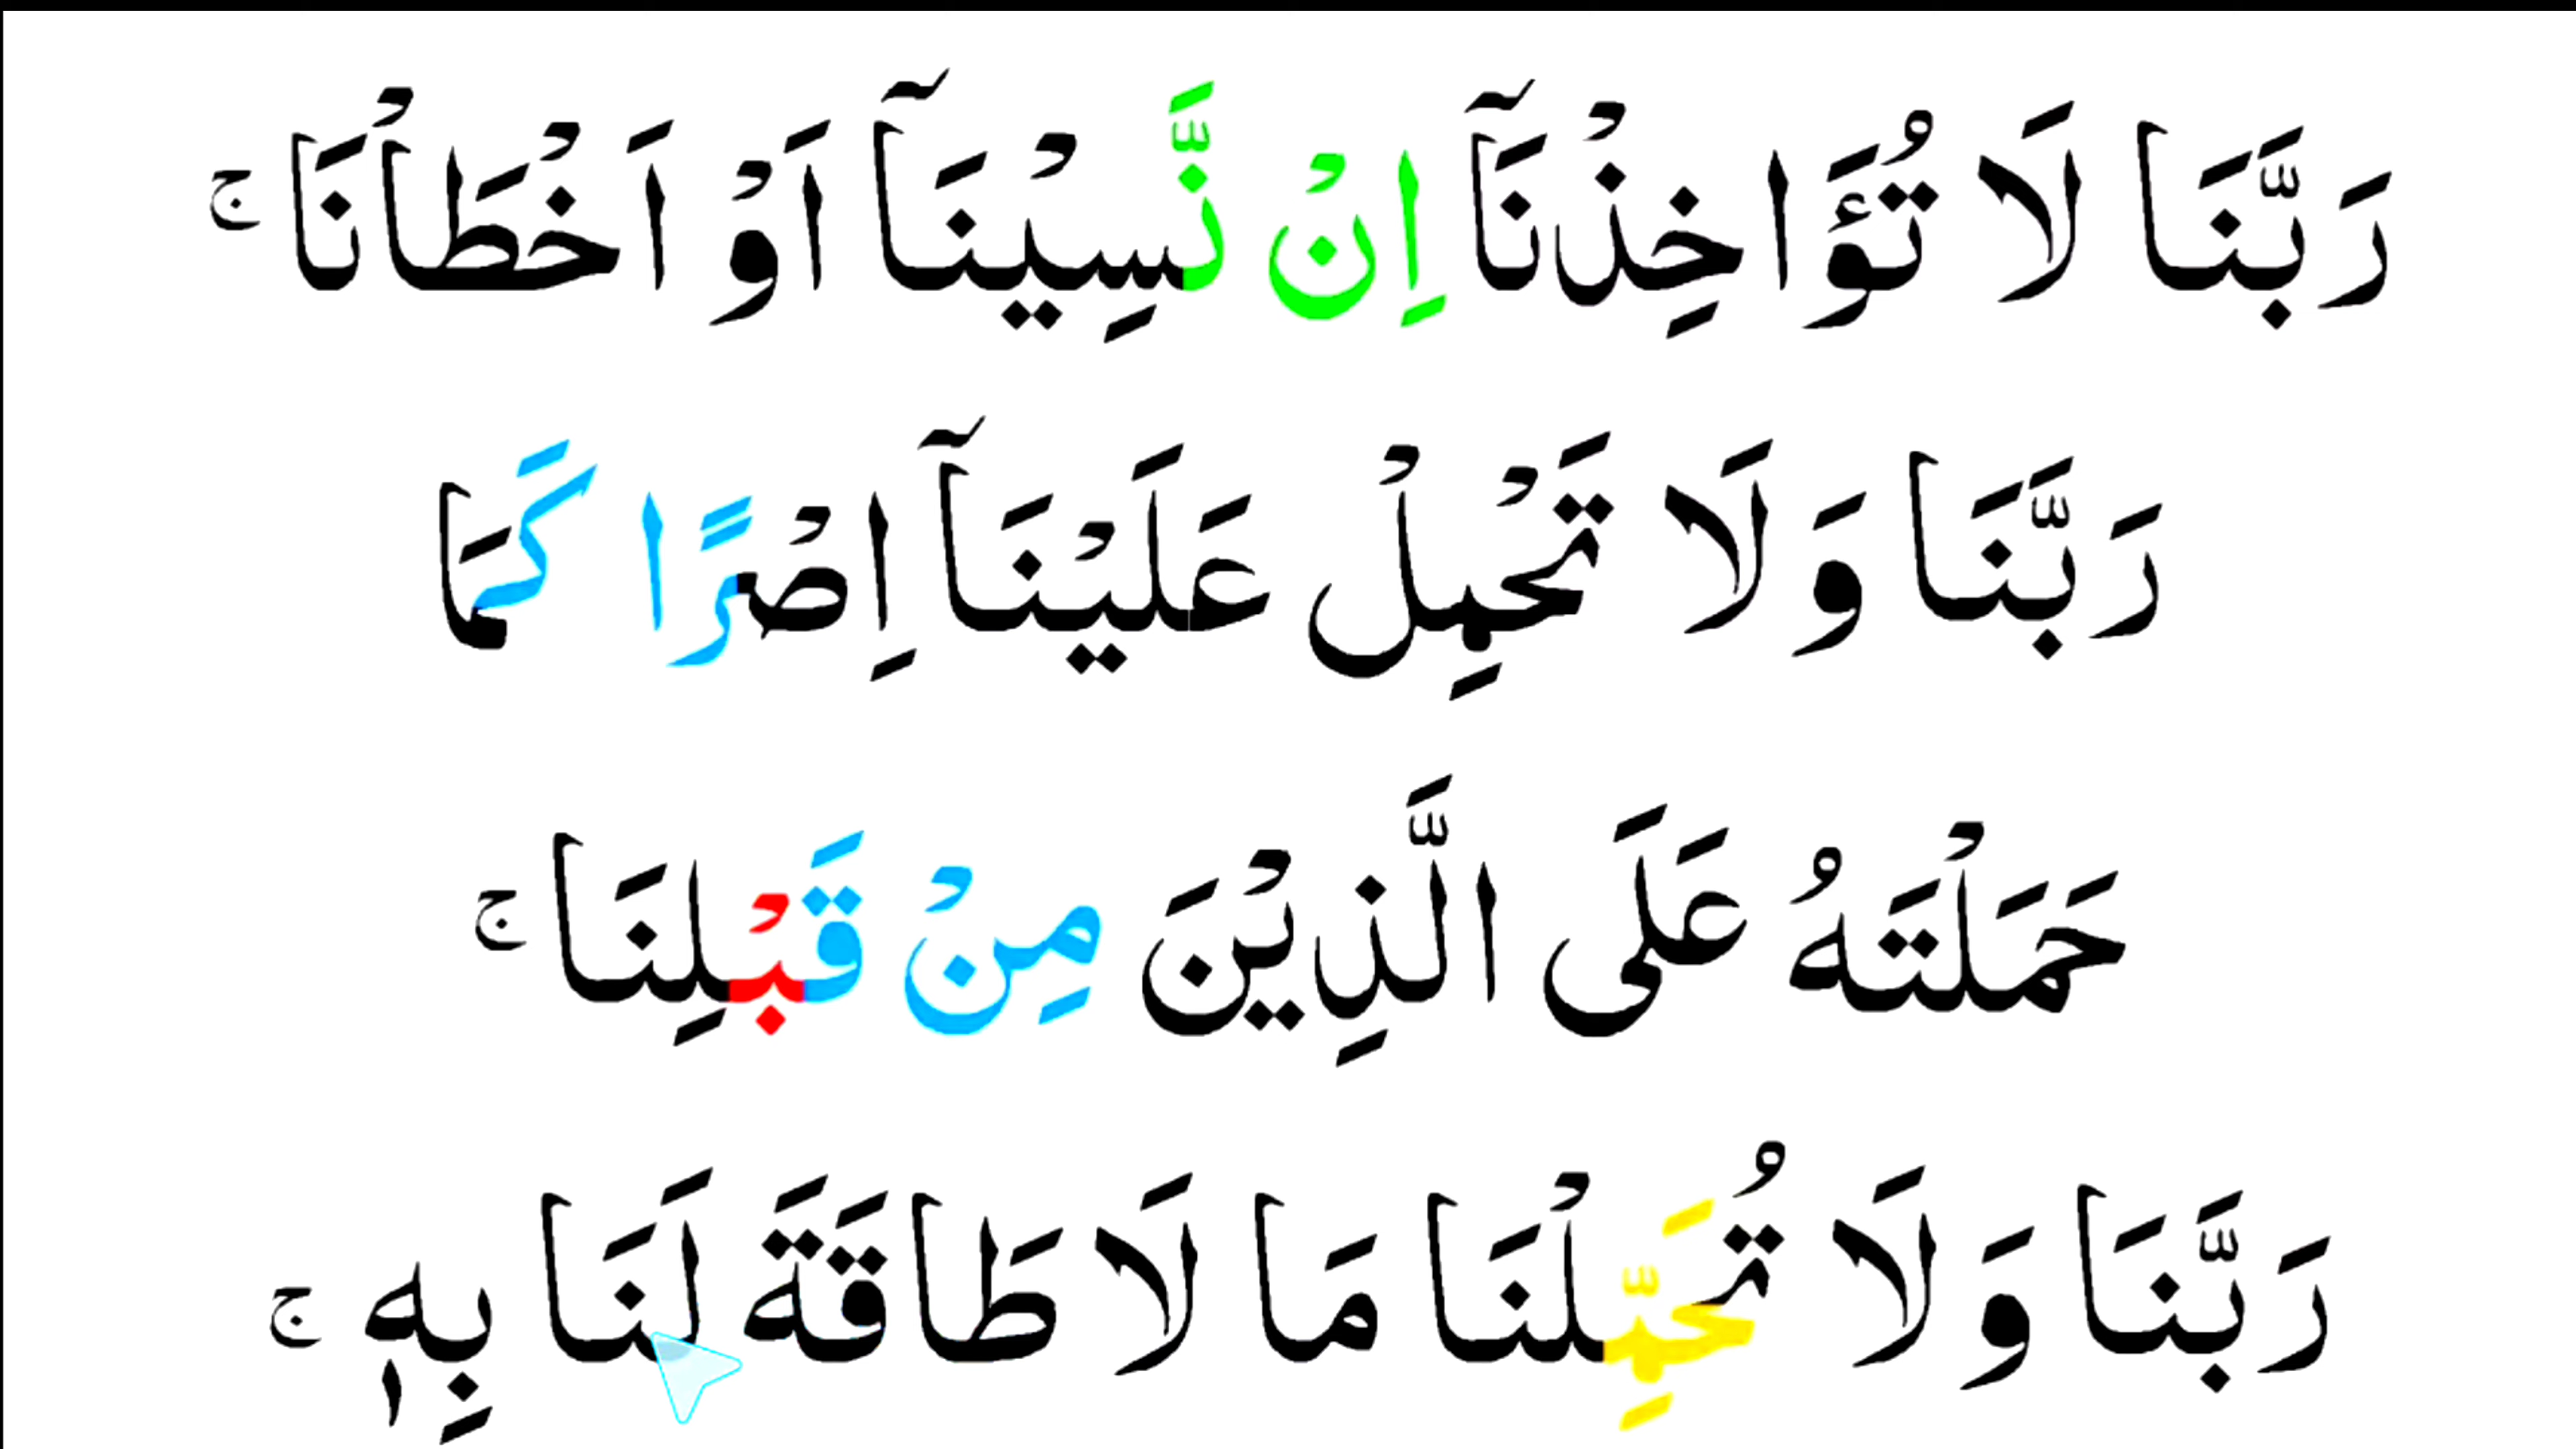 رَبَّنَا لَا تُؤَاخِذْنَآ اِنْ نَّسِيْنَآ اَوْ اَخْطَاْنَا ۚ
رَبَّنَا وَلَا تَحْمِلْ عَلَيْنَآ اِصْرًا كَمَا
حَمَلْتَهُ عَلَى الَّذِيْنَ مِنْ قَبْلِنَا ۚ
رَبَّنَا وَلَا تُحَمِّلْنَا مَا لَا طَاقَةَ لَنَا بِهٖ ۚ